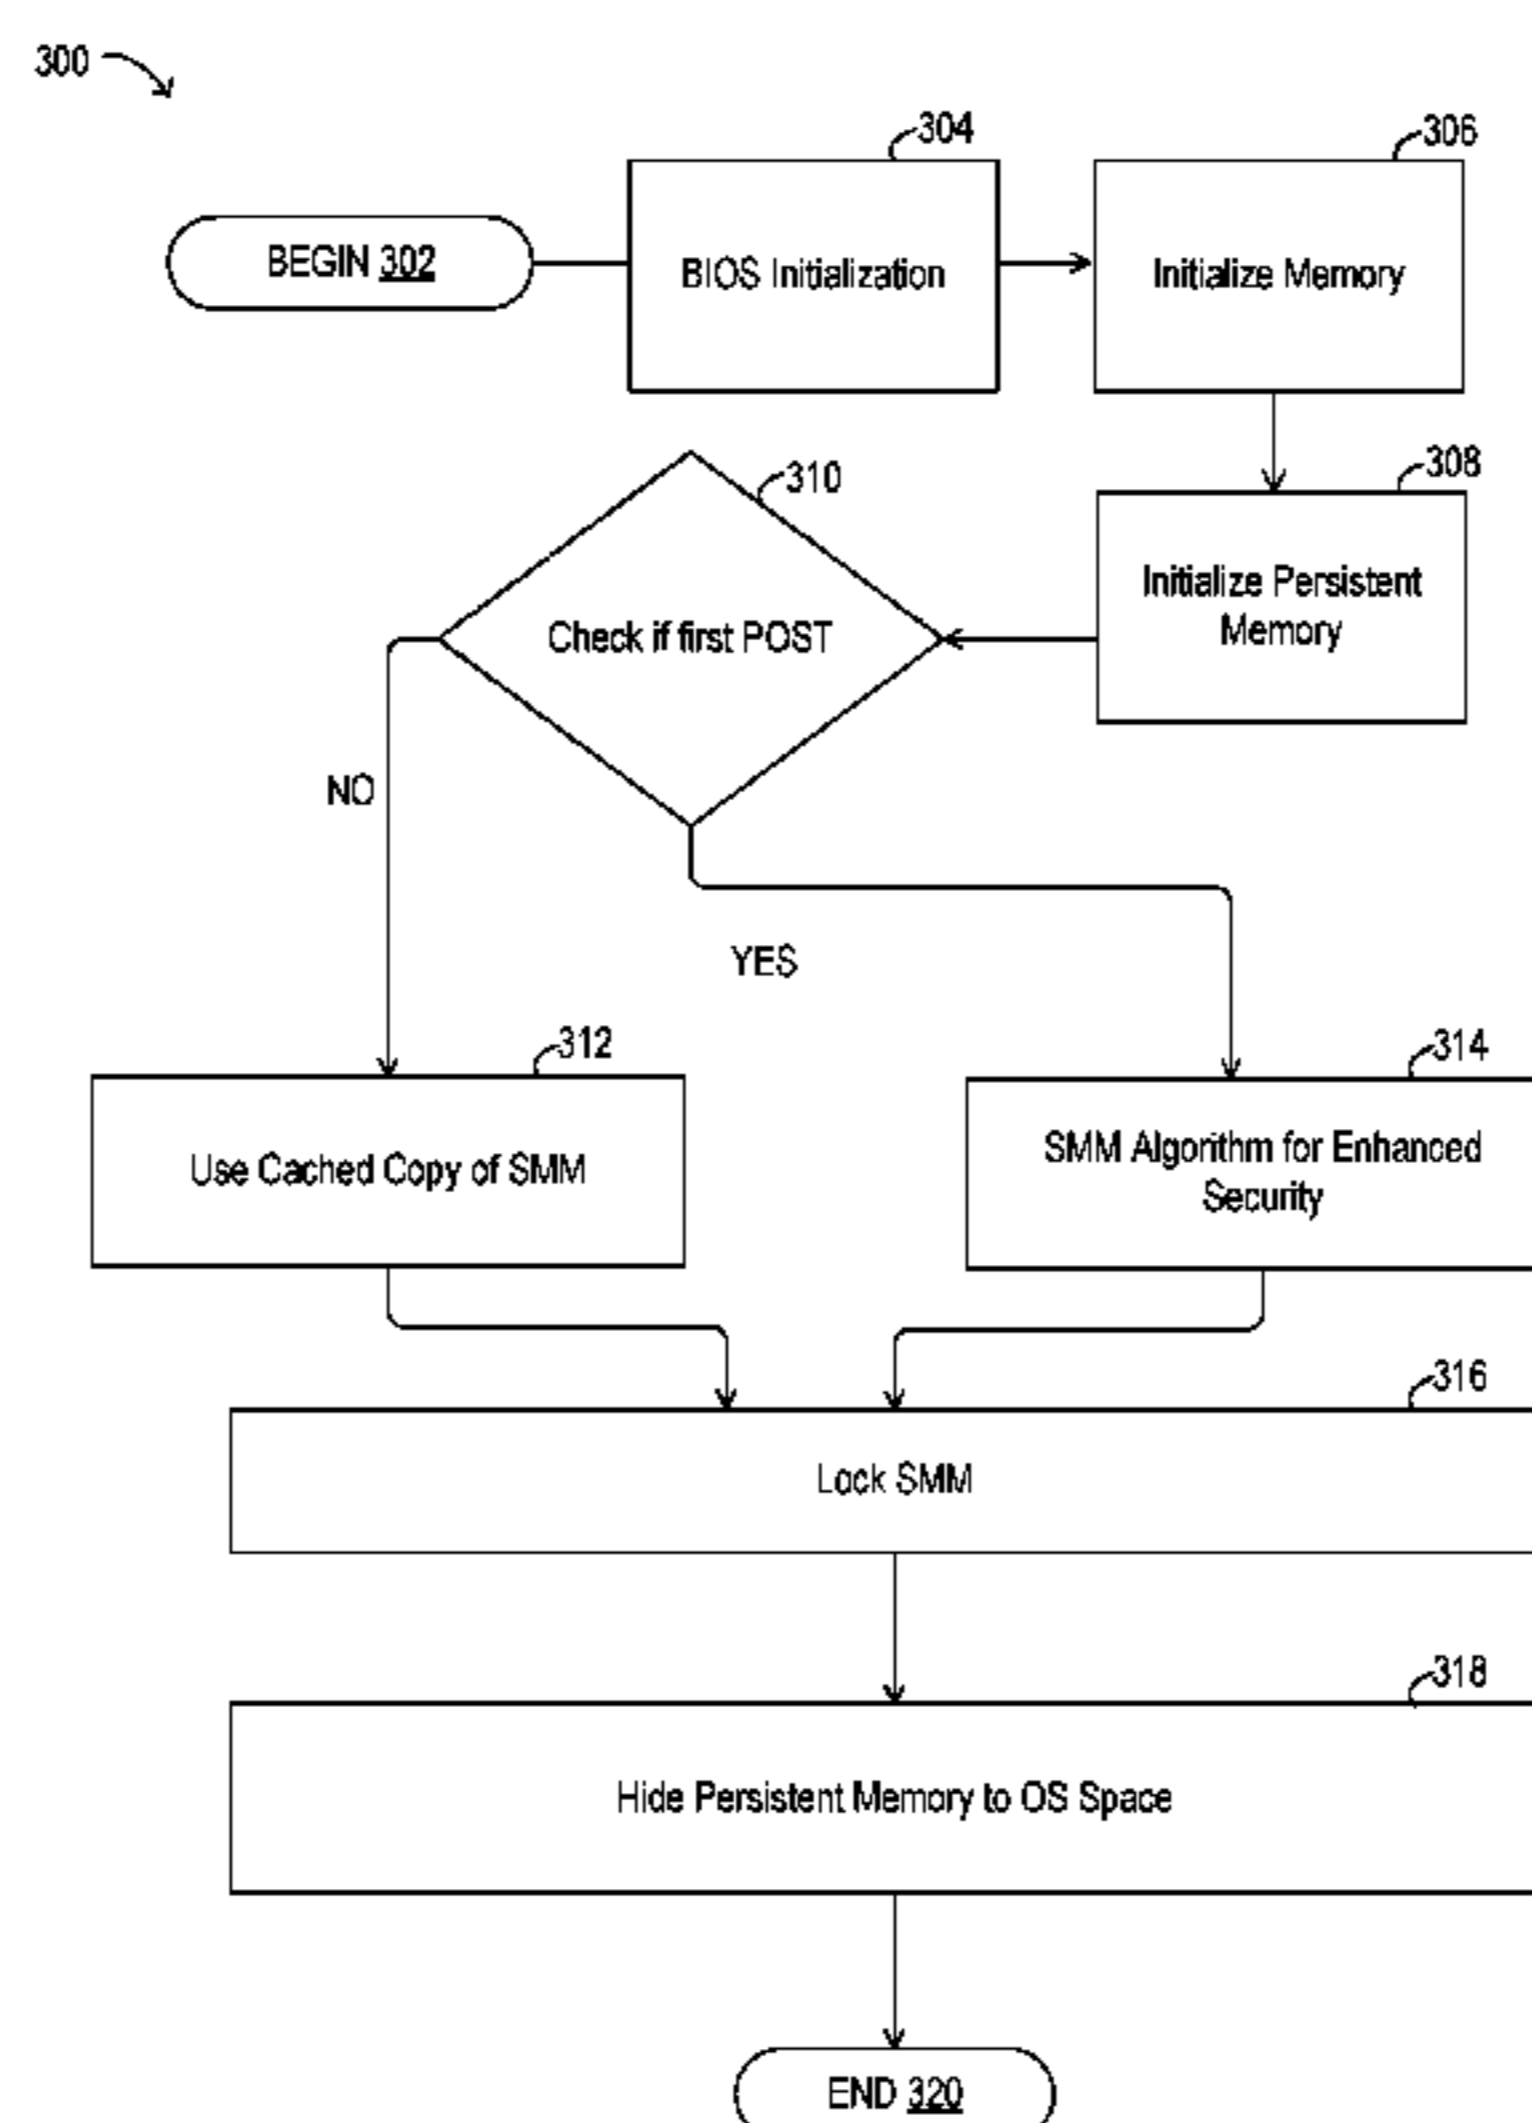 300
304
306
BEGIN 302
BIOS Initialization
Initialize Memory
310
308
Check if first POST
Initialize Persistent
Memory
NO
YES
312
314
Use Cached Copy of SMM
SMM Algorithm for Enhanced
Security
316
Lock SMM
318
Hide Persistent Memory to OS Space
END 320